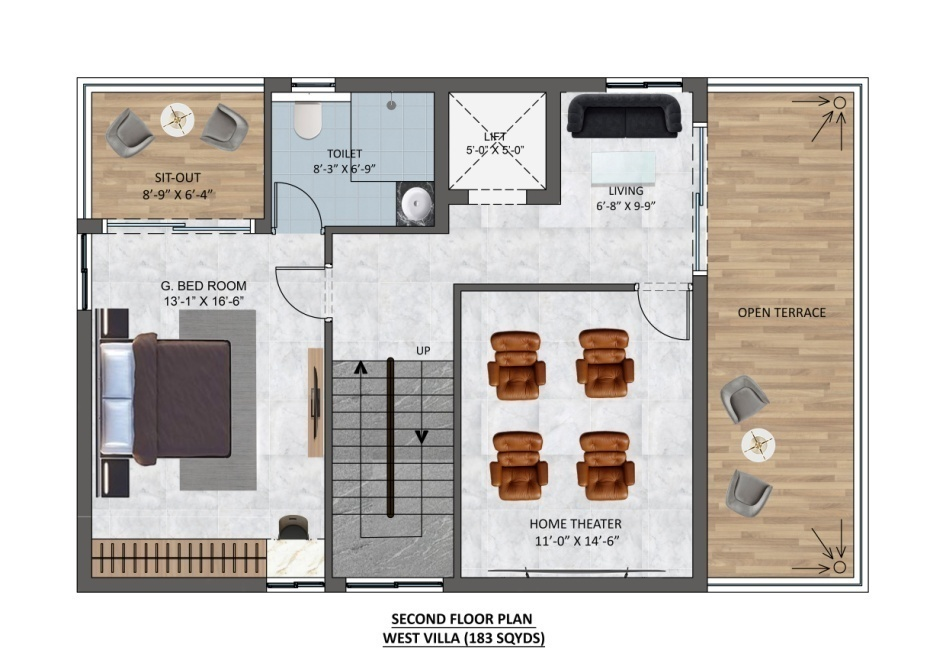 TOILET
8'-3" X 6'-9"
LIFT
5'-0" X 5'-0"
SIT-OUT
8'-9" X 6'-4"
LIVING
6'-8" X 9-9"
G. BED ROOM
13'-1" X 16'-6"
OPEN TERRACE
UP
HOME THEATER
11'-0 X 14'-6"
SECOND FLOOR PLAN
WEST VILLA (183 SQYDS)